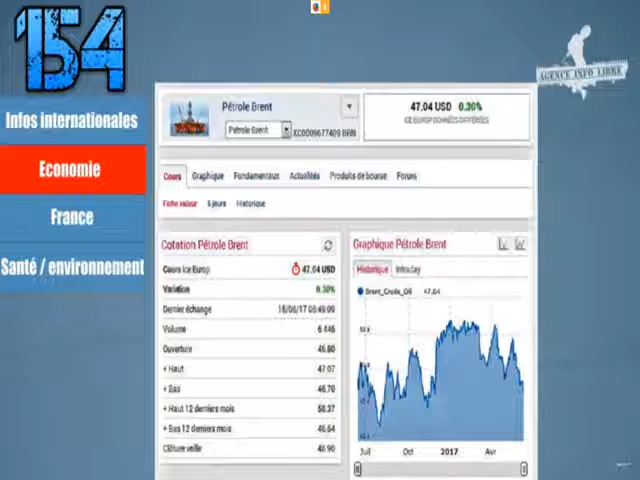 154
Infos internationales
Economie
France
Santé / environnement
AGENCE INFO LIBRE
Pétrole Brent
Pétrole Brent
XC0009677409 BRN
47.04 USD 0.30%
ICE EUROP DONNÉES DIFFÉRÉES
Cours Graphique Fondamentaux Actualités Produits de bourse Forum
Fiche valeur 5 jours Historique
Cotation Pétrole Brent
Cours Ice Europ 47.04 USD
Variation 0.30%
Dernier échange 16/06/17 05:49:09
Volume 6 446
Ouverture 46.80
+ Haut 47.07
+ Bas 46.70
+ Haut 12 derniers mois 58.37
+ Bas 12 derniers mois 46.64
Clôture veille 46.90
Graphique Pétrole Brent
Historique Intraday
Brent_Crude_Oil 47.04
Juil Oct 2017 Avr